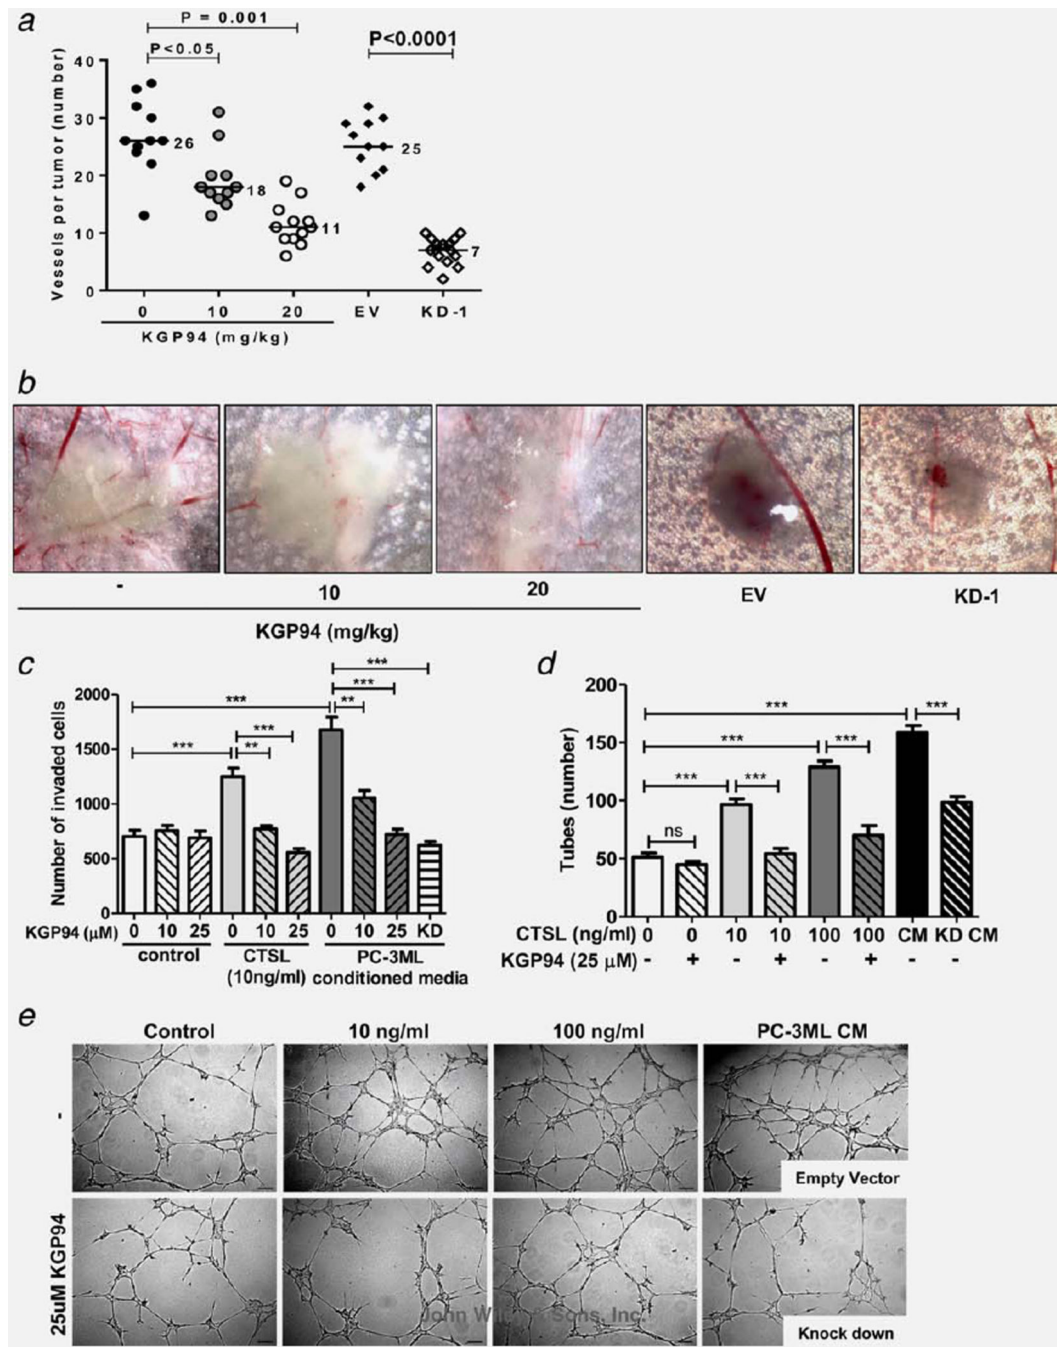 a
P = 0.001
P<0.05
P<0.0001
Vessels per tumor (number)
40
30
20
10
0
26
18
11
25
7
0 10 20 EV KD-1
KGP94 (mg/kg)
b
- 10 20 EV KD-1
KGP94 (mg/kg)
c
Number of invaded cells
2000
1500
1000
500
0
***
***
***
**
***
***
**
KGP94 (μM) 0 10 25 0 10 25 0 10 25 KD
control CTSL PC-3ML
(10ng/ml) conditioned media
d
Tubes (number)
200
150
100
50
0
*** ***
*** ***
*** ***
ns
CTSL (ng/ml) 0 0 10 10 100 100 CM KD CM
KGP94 (25 μM) - + - + - + - -
e
Control 10 ng/ml 100 ng/ml PC-3ML CM
-
Empty Vector
25uM KGP94
John Wiley & Sons, Inc.
Knock down